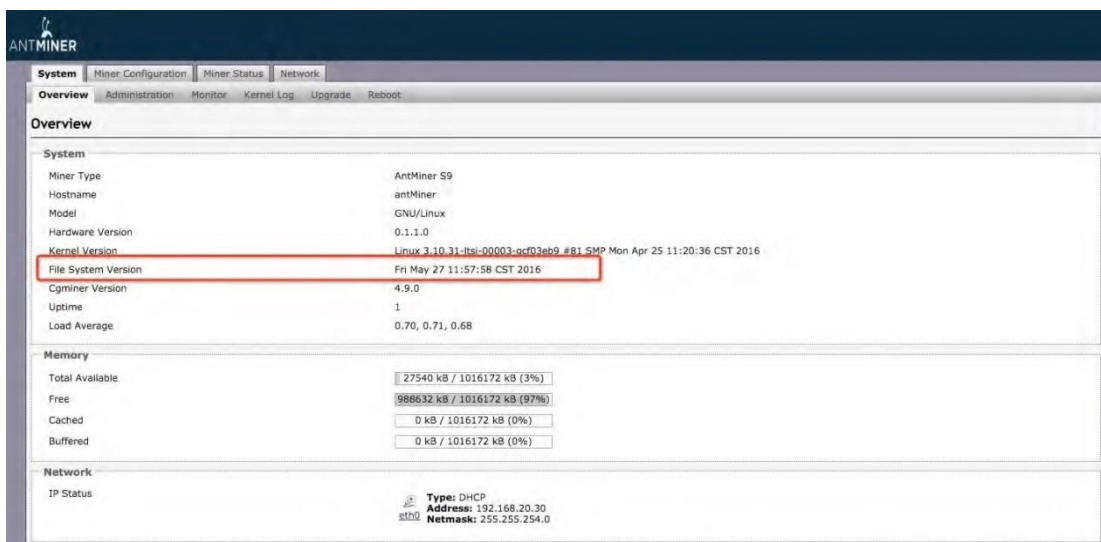 ANTMINER
System Miner Configuration Miner Status Network
Overview Administration Monitor Kernel Log Upgrade Reboot
Overview
System
Miner Type AntMiner S9
Hostname antMiner
Model GNU/Linux
Hardware Version 0.1.1.0
Kernel Version Linux 3.10.31-ltsi-00003-gcf03eb9 #81 SMP Mon Apr 25 11:20:36 CST 2016
File System Version Fri May 27 11:57:58 CST 2016
Cgminer Version 4.9.0
Uptime 1
Load Average 0.70, 0.71, 0.68
Memory
Total Available 27540 kB / 1016172 kB (3%)
Free 988632 kB / 1016172 kB (97%)
Cached 0 kB / 1016172 kB (0%)
Buffered 0 kB / 1016172 kB (0%)
Network
IP Status
Type: DHCP
Address: 192.168.20.30
eth0 Netmask: 255.255.254.0